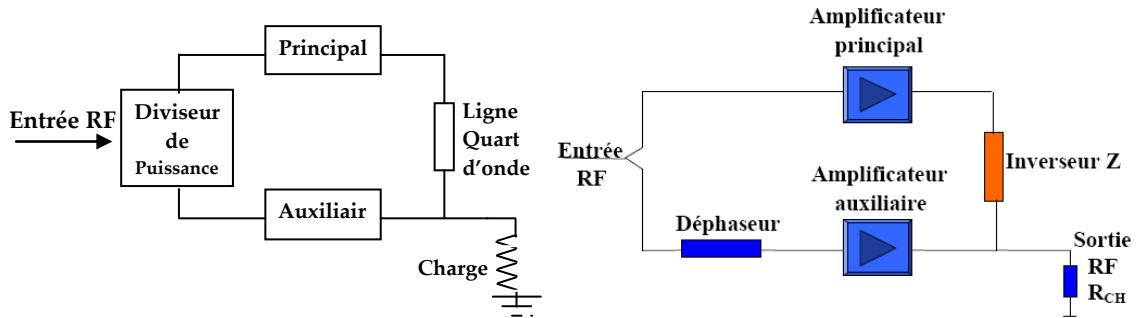 Principal
Entrée RF
Diviseur
de
Puissance
Ligne
Quart
d'onde
Auxiliair
Charge
Amplificateur
principal
Entrée
RF
Inverseur Z
Amplificateur
auxiliaire
Déphaseur
Sortie
RF
R_CH